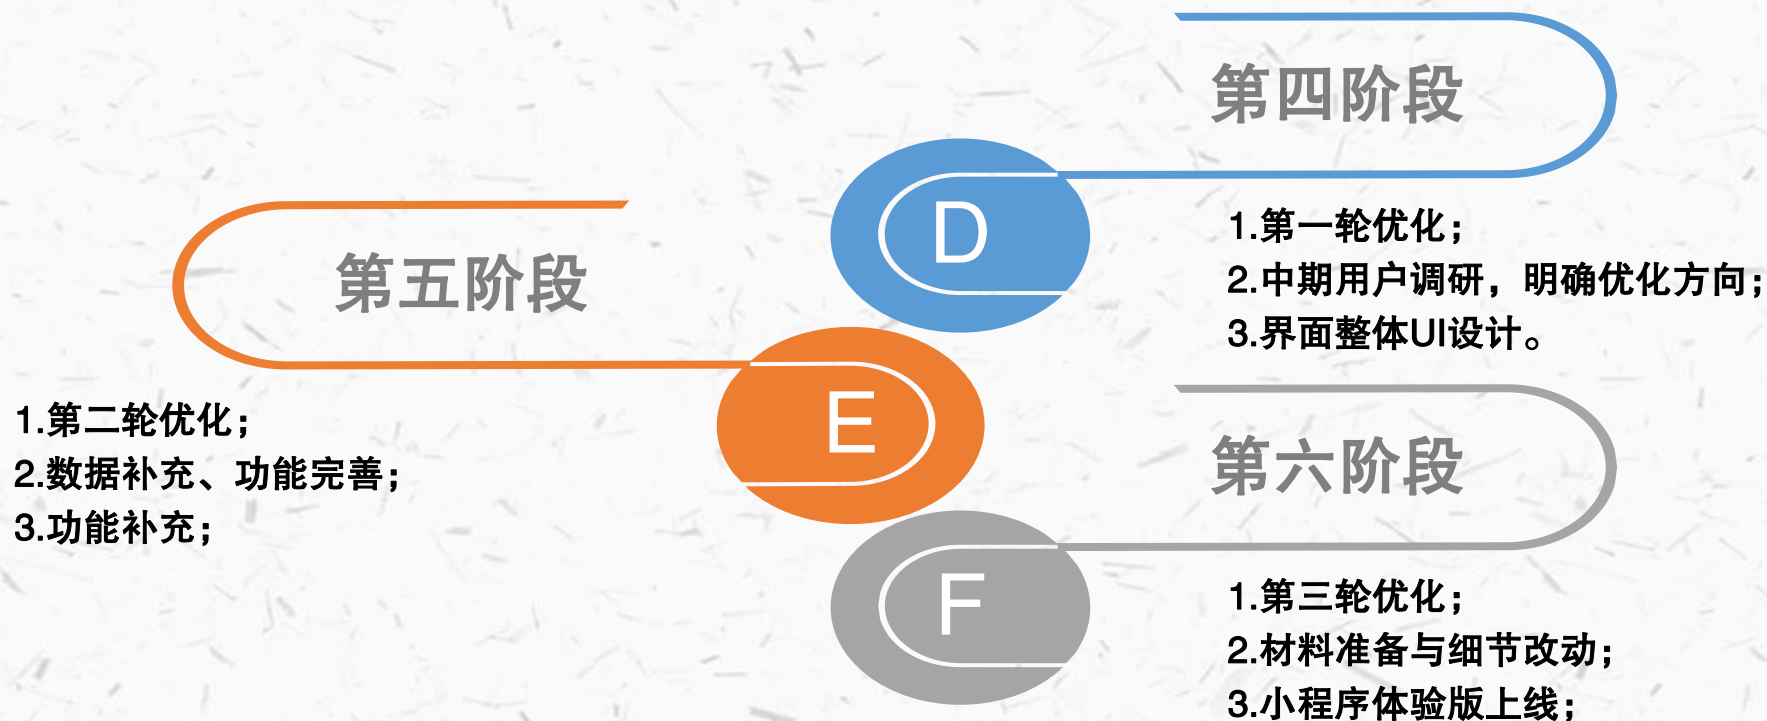 第四阶段
D
1.第一轮优化；
2.中期用户调研，明确优化方向；
3.界面整体UI设计。
第五阶段
E
1.第二轮优化；
2.数据补充、功能完善；
3.功能补充；
第六阶段
F
1.第三轮优化；
2.材料准备与细节改动；
3.小程序体验版上线；